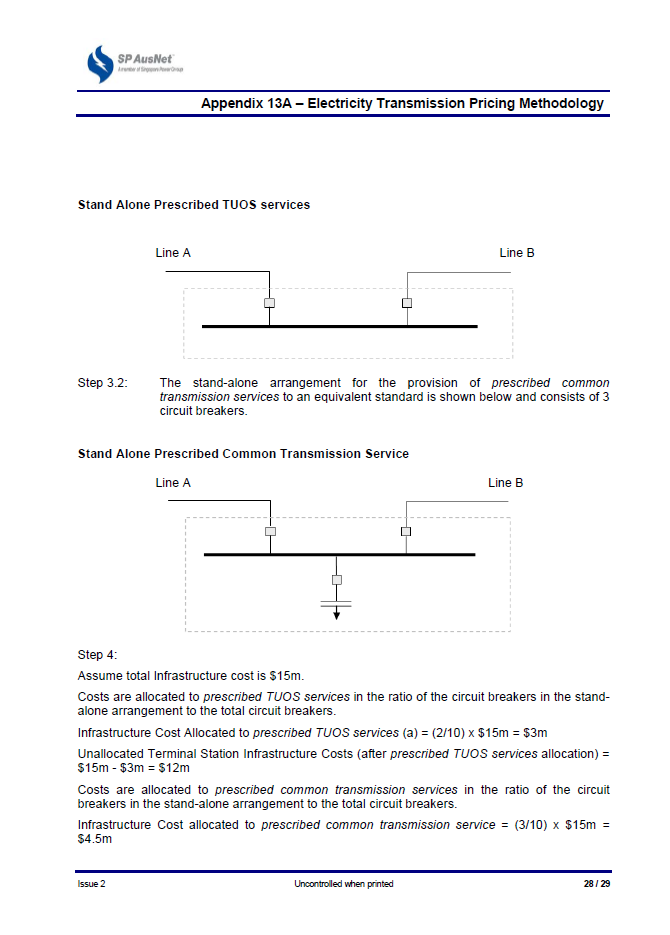 SP AusNet™
A member of Singapore Power Group
Appendix 13A – Electricity Transmission Pricing Methodology
Stand Alone Prescribed TUOS services
Line A
Line B
Step 3.2:
The stand-alone arrangement for the provision of prescribed common
transmission services to an equivalent standard is shown below and consists of 3
circuit breakers.
Stand Alone Prescribed Common Transmission Service
Line A
Line B
Step 4:
Assume total Infrastructure cost is $15m.
Costs are allocated to prescribed TUOS services in the ratio of the circuit breakers in the stand-
alone arrangement to the total circuit breakers.
Infrastructure Cost Allocated to prescribed TUOS services (a) = (2/10) x $15m = $3m
Unallocated Terminal Station Infrastructure Costs (after prescribed TUOS services allocation) =
$15m - $3m = $12m
Costs are allocated to prescribed common transmission services in the ratio of the circuit
breakers in the stand-alone arrangement to the total circuit breakers.
Infrastructure Cost allocated to prescribed common transmission service = (3/10) x $15m =
$4.5m
Issue 2
Uncontrolled when printed
28 / 29